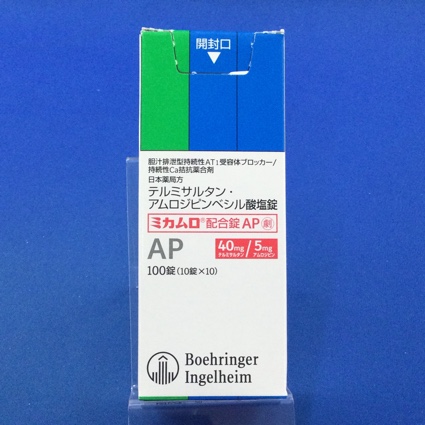 開封口
胆汁排泄型持続性AT1受容体ブロッカー/
持続性Ca拮抗薬合剤
日本薬局方
テルミサルタン・
アムロジピンベシル酸塩錠
ミカムロ®配合錠AP 劇
AP
40mg/5mg
テルミサルタン アムロジピン
100錠(10錠×10)
Boehringer
Ingelheim